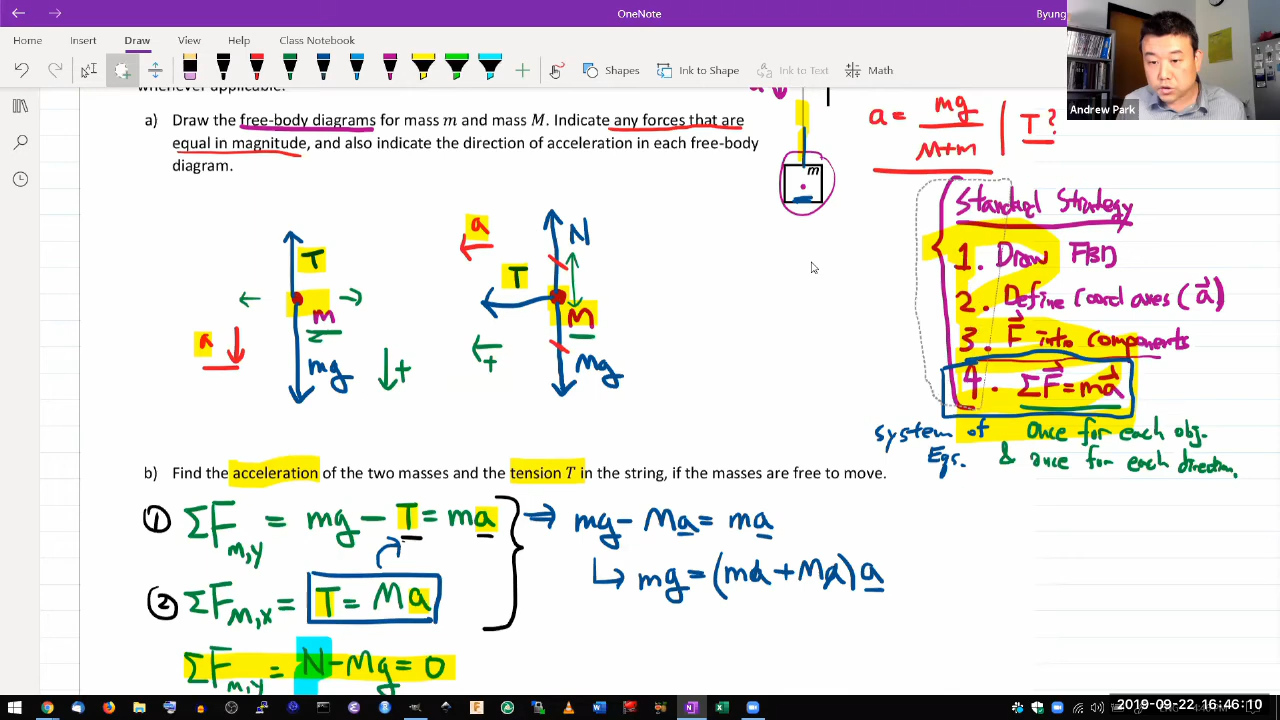 OneNote
Byung
Home Insert Draw View Help Class Notebook
Shapes Ink to Shape Ink to Text Math
Andrew Park
whenever applicable.
a) Draw the free-body diagrams for mass m and mass M. Indicate any forces that are
equal in magnitude, and also indicate the direction of acceleration in each free-body
diagram.
a
m
a = mg / M+m | T?
Standard Strategy
1. Draw FBD
2. Define Coord axes (a⃗)
3. F⃗ into components
4. ΣF⃗ = ma⃗
system of Eqs.
once for each obj.
& once for each direction.
T
m
a
mg
+
a
N
T
M
+
Mg
b) Find the acceleration of the two masses and the tension T in the string, if the masses are free to move.
① ΣF m,y = mg - T = ma ⇒ mg - Ma = ma
↳ mg = (ma + Ma) a
② ΣF M,x = T = Ma
ΣF M,y = N - Mg = 0
2019-09-22 16:46:10